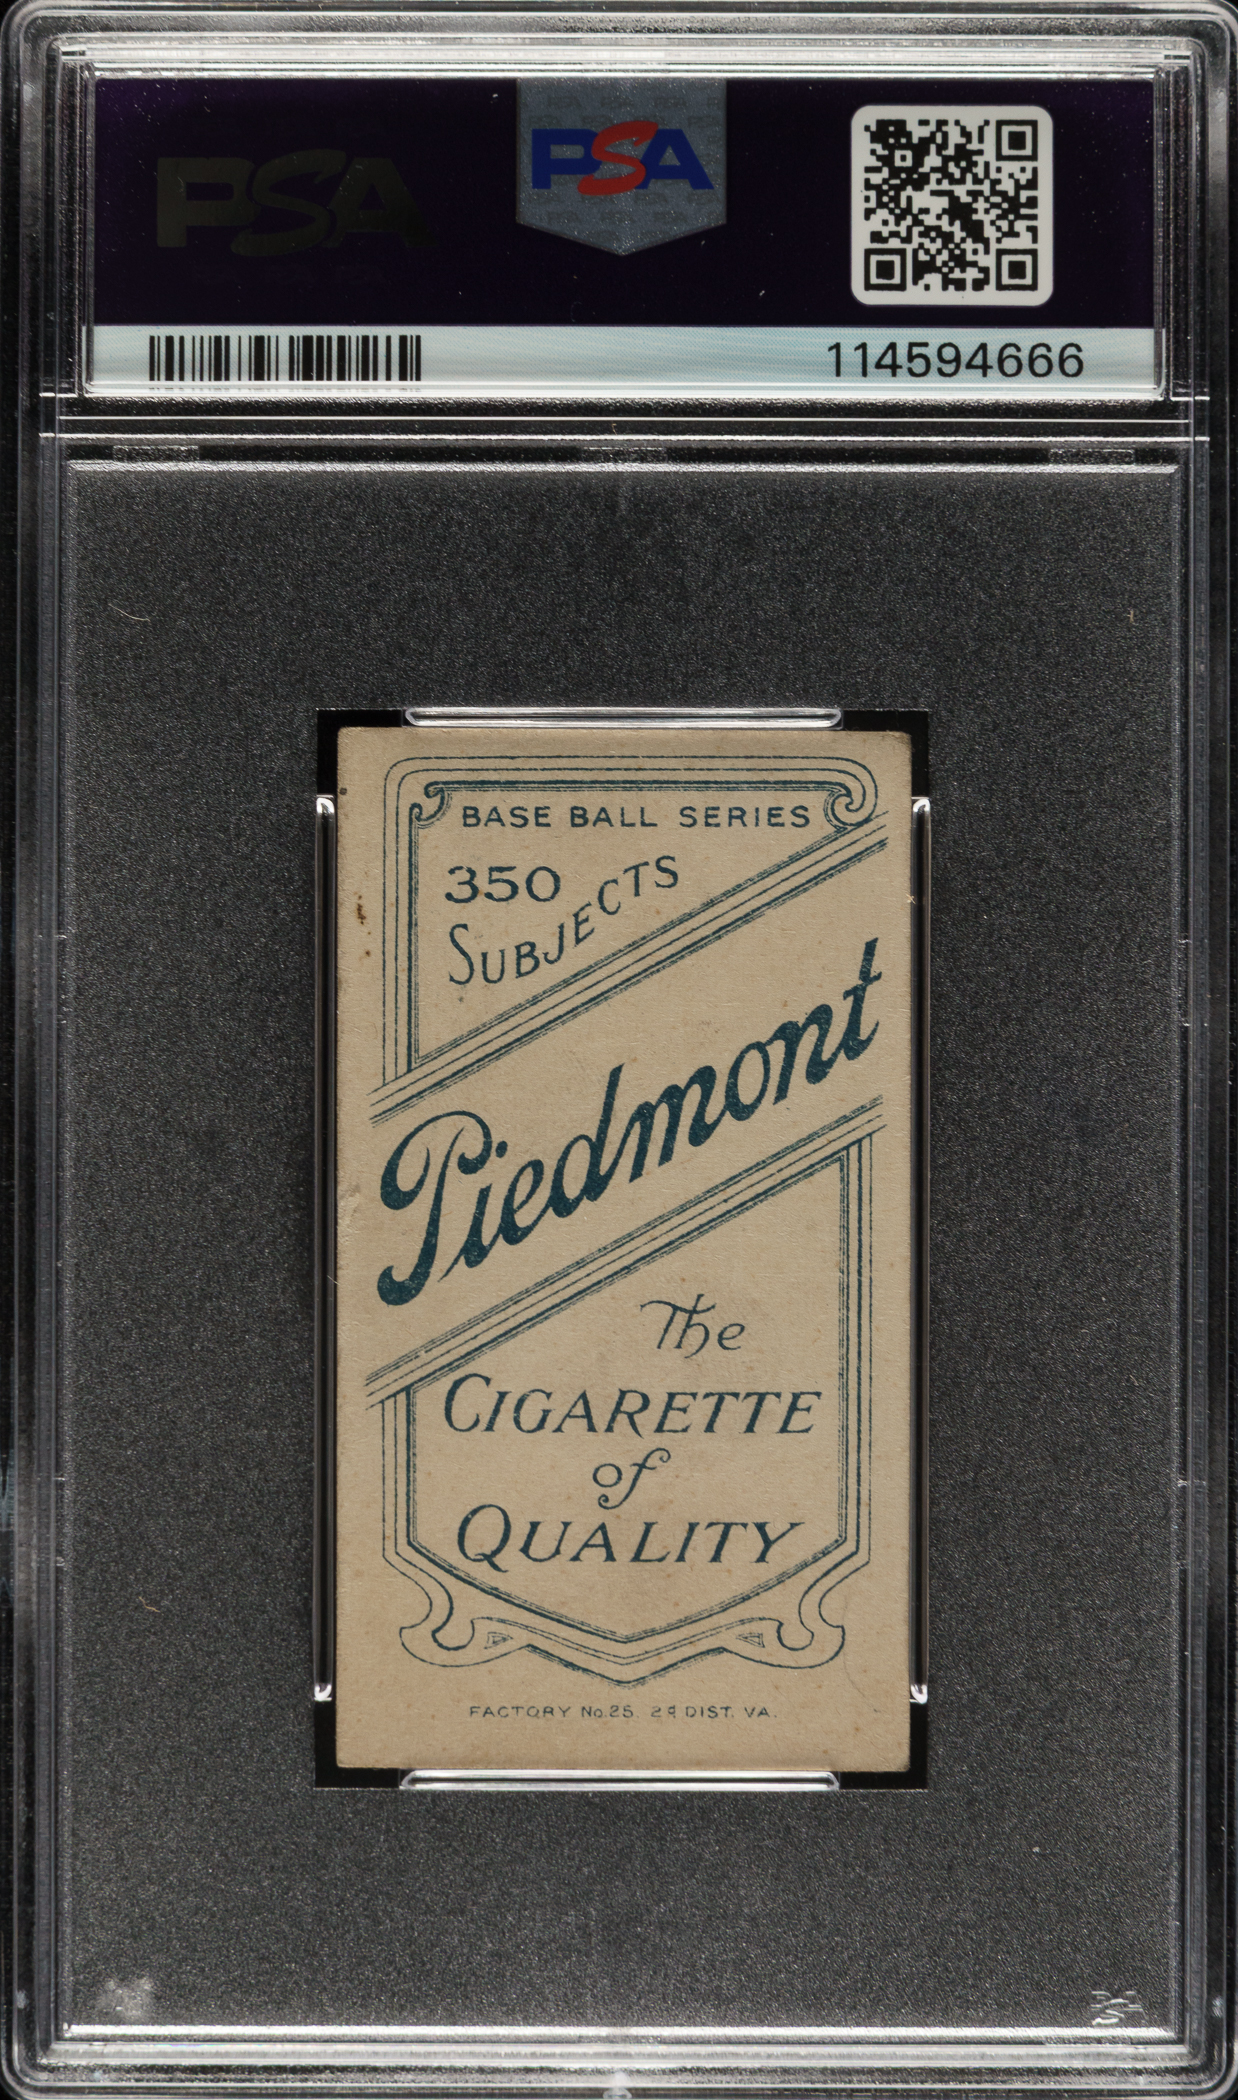 PSA
PSA
114594666
BASE BALL SERIES
350
SUBJECTS
Piedmont
The
CIGARETTE
of
QUALITY
FACTORY No.25. 2d DIST. VA.